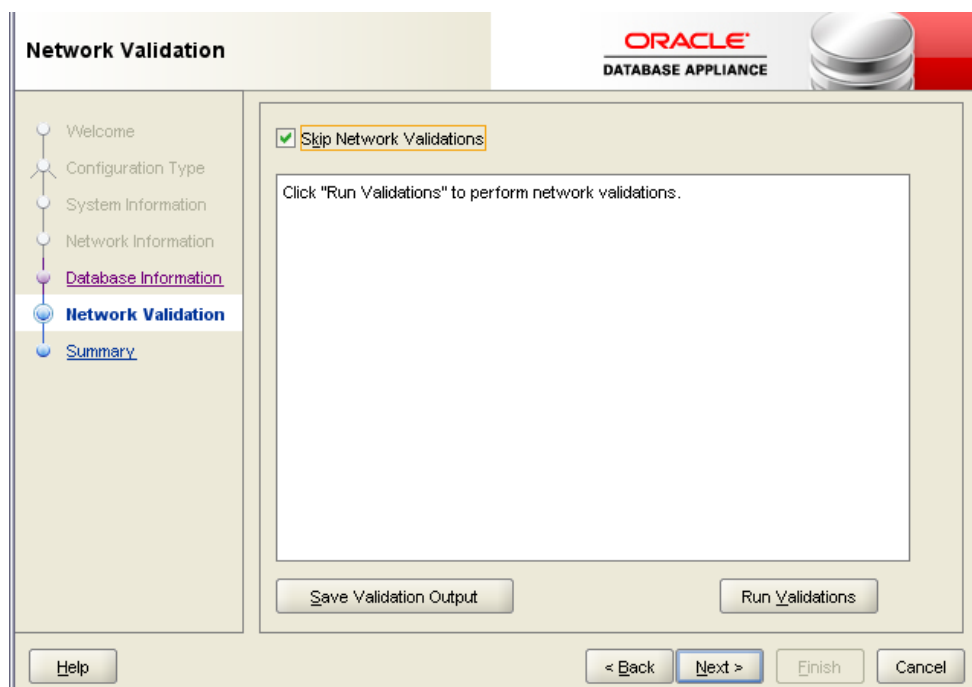 Network Validation
ORACLE
DATABASE APPLIANCE
Welcome
Configuration Type
System Information
Network Information
Database Information
Network Validation
Summary
Skip Network Validations
Click "Run Validations" to perform network validations.
Save Validation Output
Run Validations
Help
< Back
Next >
Finish
Cancel